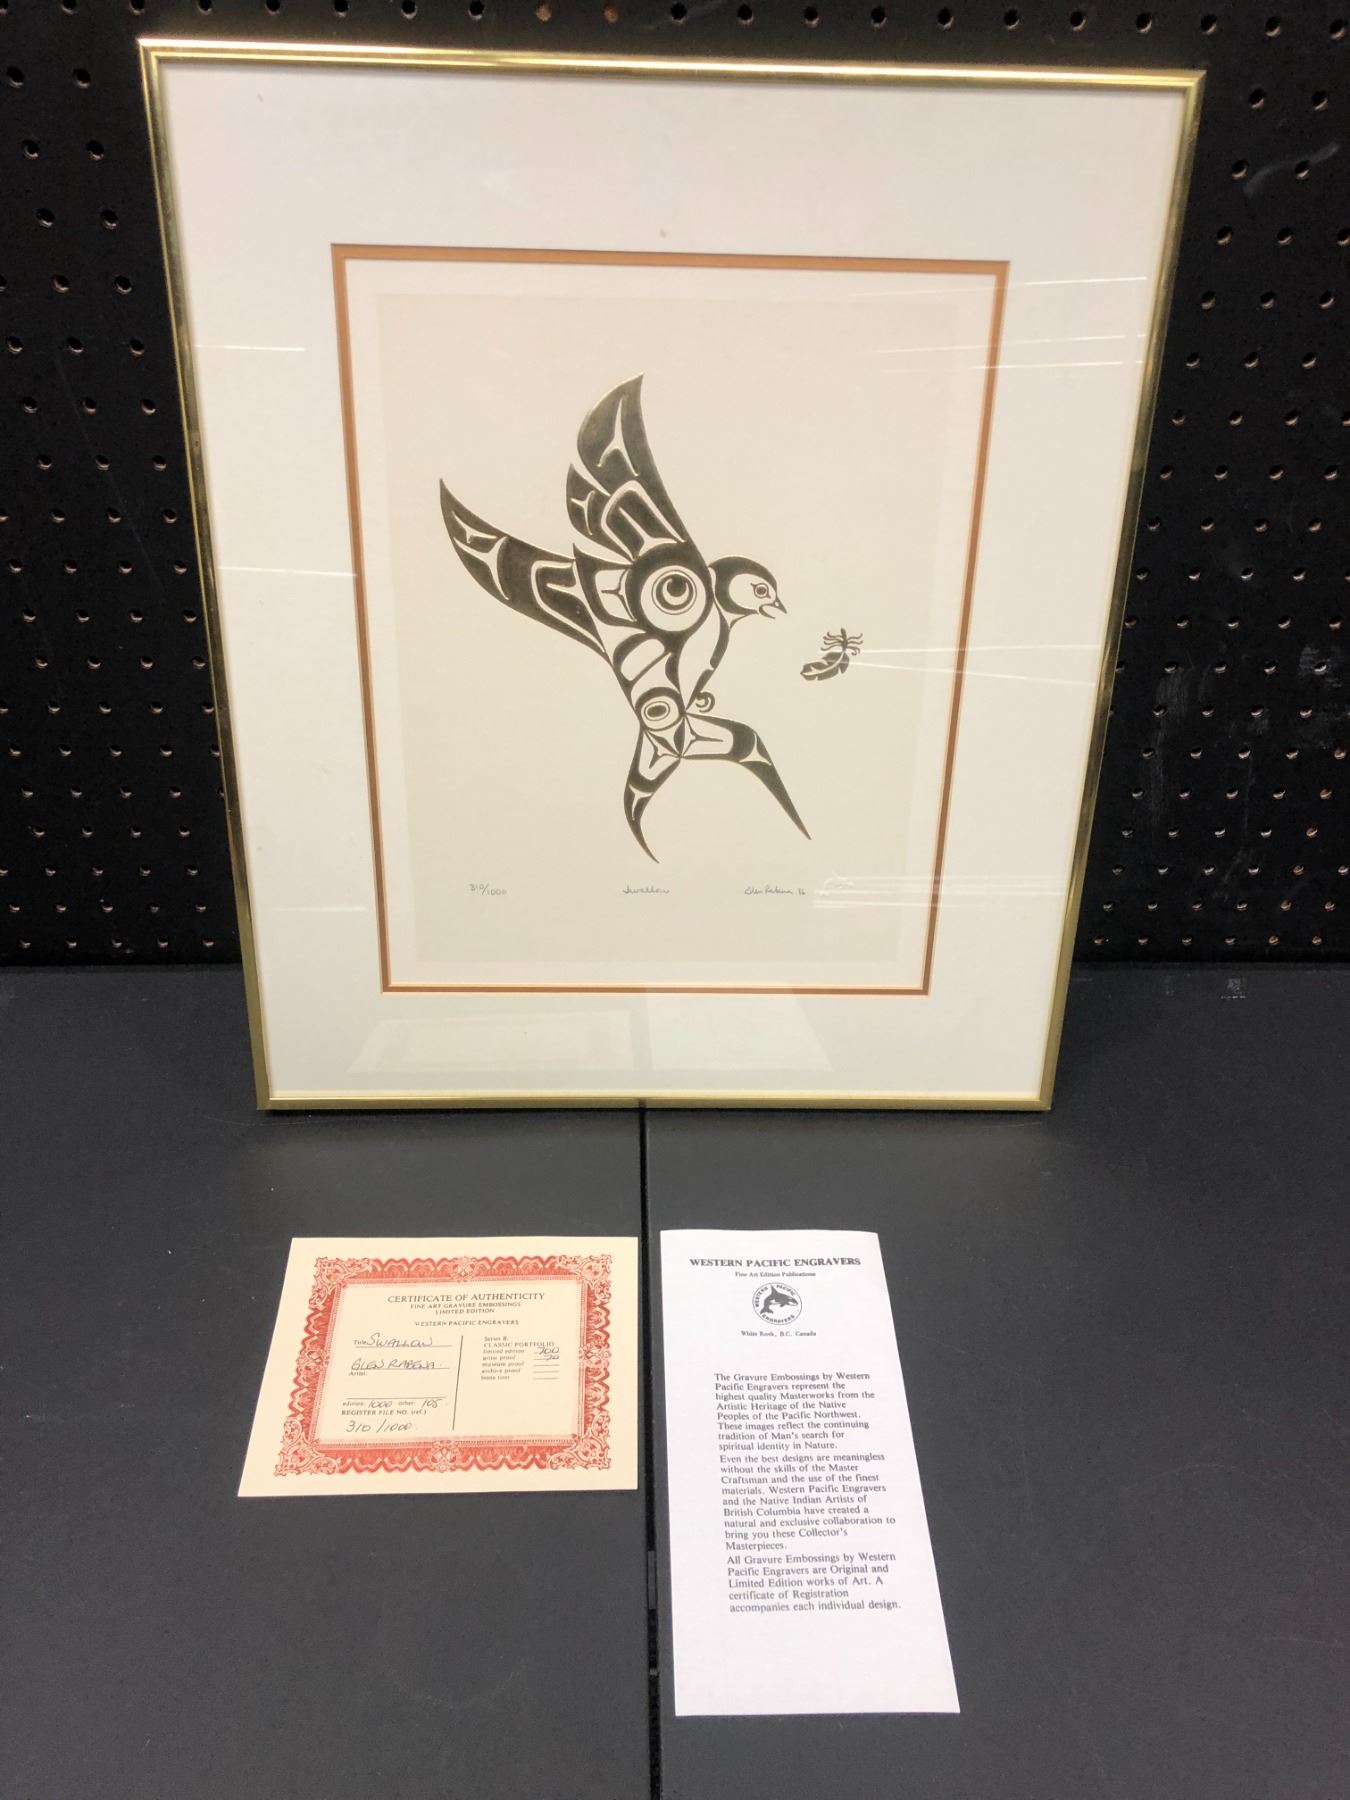 310/1000 Swallow Glen Rabena 86
CERTIFICATE OF AUTHENTICITY
FINE ART GRAVURE EMBOSSINGS
LIMITED EDITION
WESTERN PACIFIC ENGRAVERS
Title SWALLOW
GLEN RABENA.
Artist:
edition: 1000 other: 105.
REGISTER FILE NO. (ref.)
310/1000.
Series B:
CLASSIC PORTFOLIO
limited edition
artist proof
museum proof
archive proof
WESTERN PACIFIC ENGRAVERS
Fine Art Edition Publications
WESTERN PACIFIC
ENGRAVERS
White Rock, B.C. Canada
The Gravure Embossings by Western
Pacific Engravers represent the
highest quality Masterworks from the
Artistic Heritage of the Native
Peoples of the Pacific Northwest.
These images reflect the continuing
tradition of Man's search for
spiritual identity in Nature.
Even the best designs are meaningless
without the skills of the Master
Craftsman and the use of the finest
materials. Western Pacific Engravers
and the Native Indian Artists of
British Columbia have created a
natural and exclusive collaboration to
bring you these Collector's
Masterpieces.
All Gravure Embossings by Western
Pacific Engravers are Original and
Limited Edition works of Art. A
certificate of Registration
accompanies each individual design.